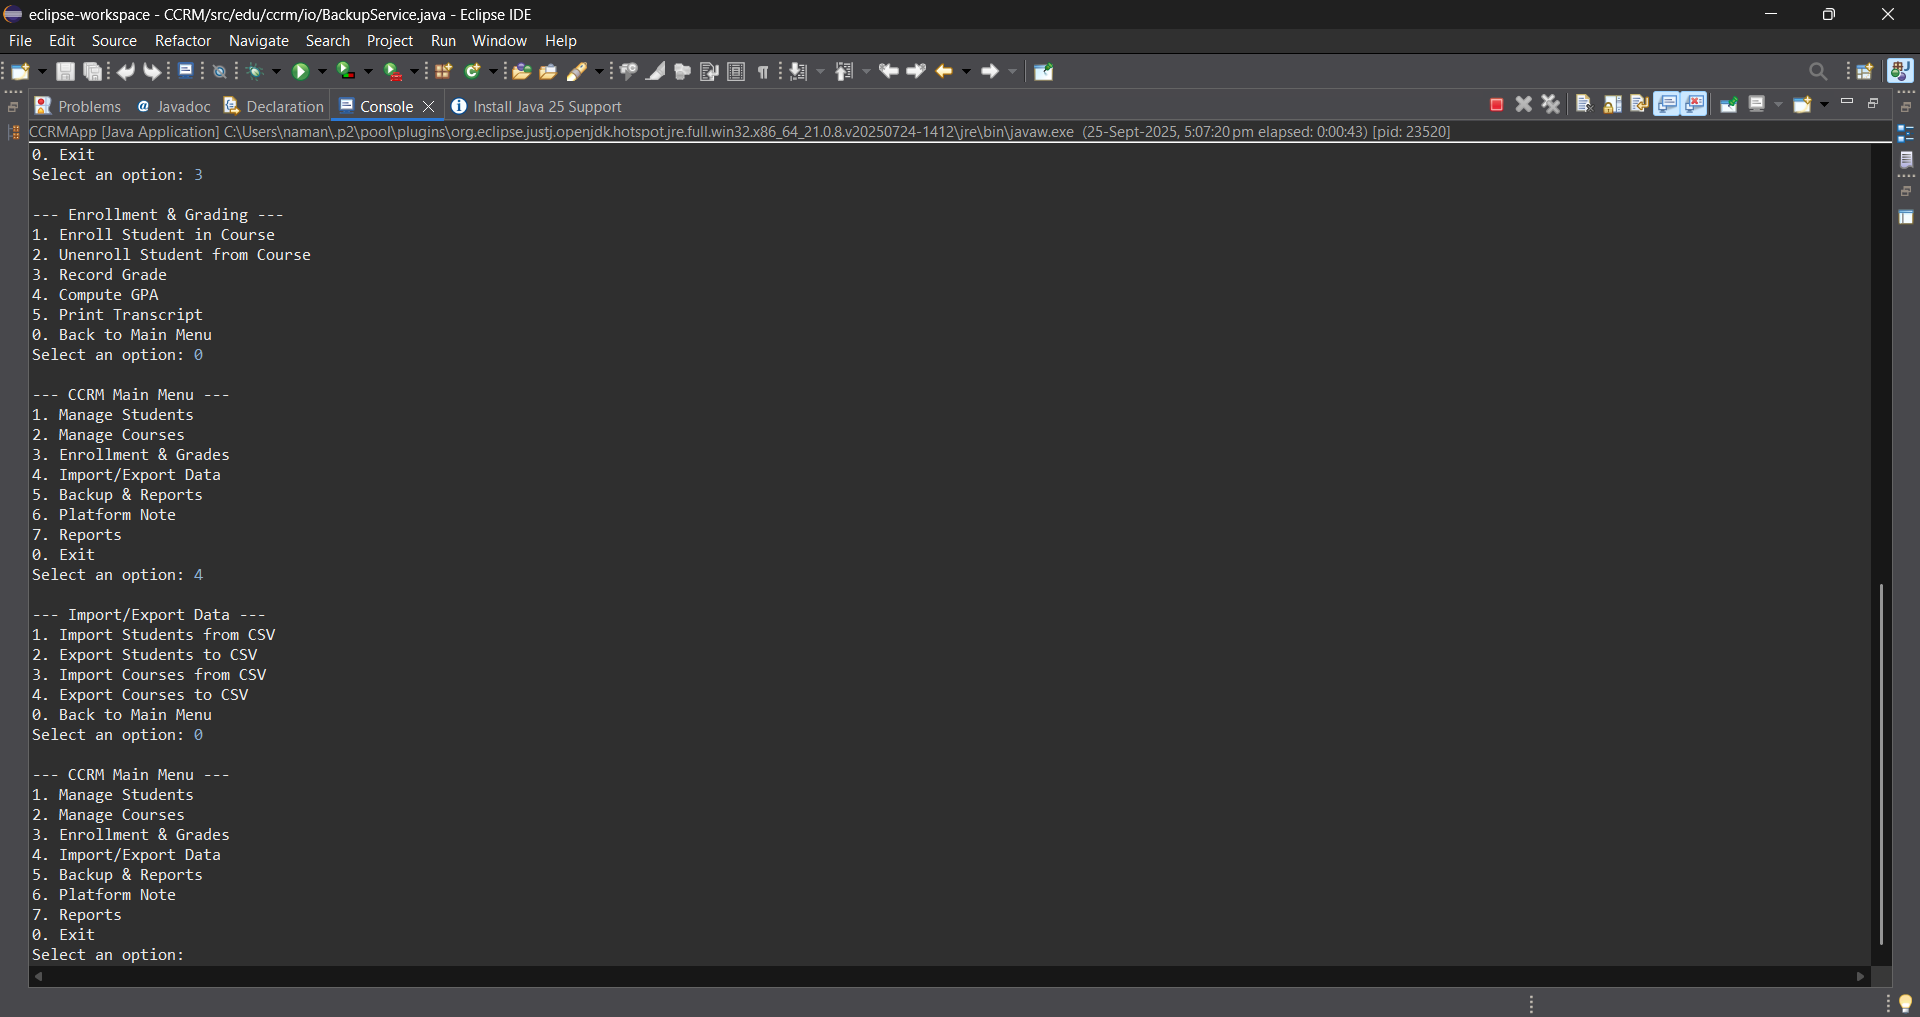 eclipse-workspace - CCRM/src/edu/ccrm/io/BackupService.java - Eclipse IDE
File Edit Source Refactor Navigate Search Project Run Window Help
Problems Javadoc Declaration Console Install Java 25 Support
CCRMApp [Java Application] C:\Users\naman\.p2\pool\plugins\org.eclipse.justj.openjdk.hotspot.jre.full.win32.x86_64_21.0.8.v20250724-1412\jre\bin\javaw.exe (25-Sept-2025, 5:07:20 pm elapsed: 0:00:43) [pid: 23520]
0. Exit
Select an option: 3
--- Enrollment & Grading ---
1. Enroll Student in Course
2. Unenroll Student from Course
3. Record Grade
4. Compute GPA
5. Print Transcript
0. Back to Main Menu
Select an option: 0
--- CCRM Main Menu ---
1. Manage Students
2. Manage Courses
3. Enrollment & Grades
4. Import/Export Data
5. Backup & Reports
6. Platform Note
7. Reports
0. Exit
Select an option: 4
--- Import/Export Data ---
1. Import Students from CSV
2. Export Students to CSV
3. Import Courses from CSV
4. Export Courses to CSV
0. Back to Main Menu
Select an option: 0
--- CCRM Main Menu ---
1. Manage Students
2. Manage Courses
3. Enrollment & Grades
4. Import/Export Data
5. Backup & Reports
6. Platform Note
7. Reports
0. Exit
Select an option: